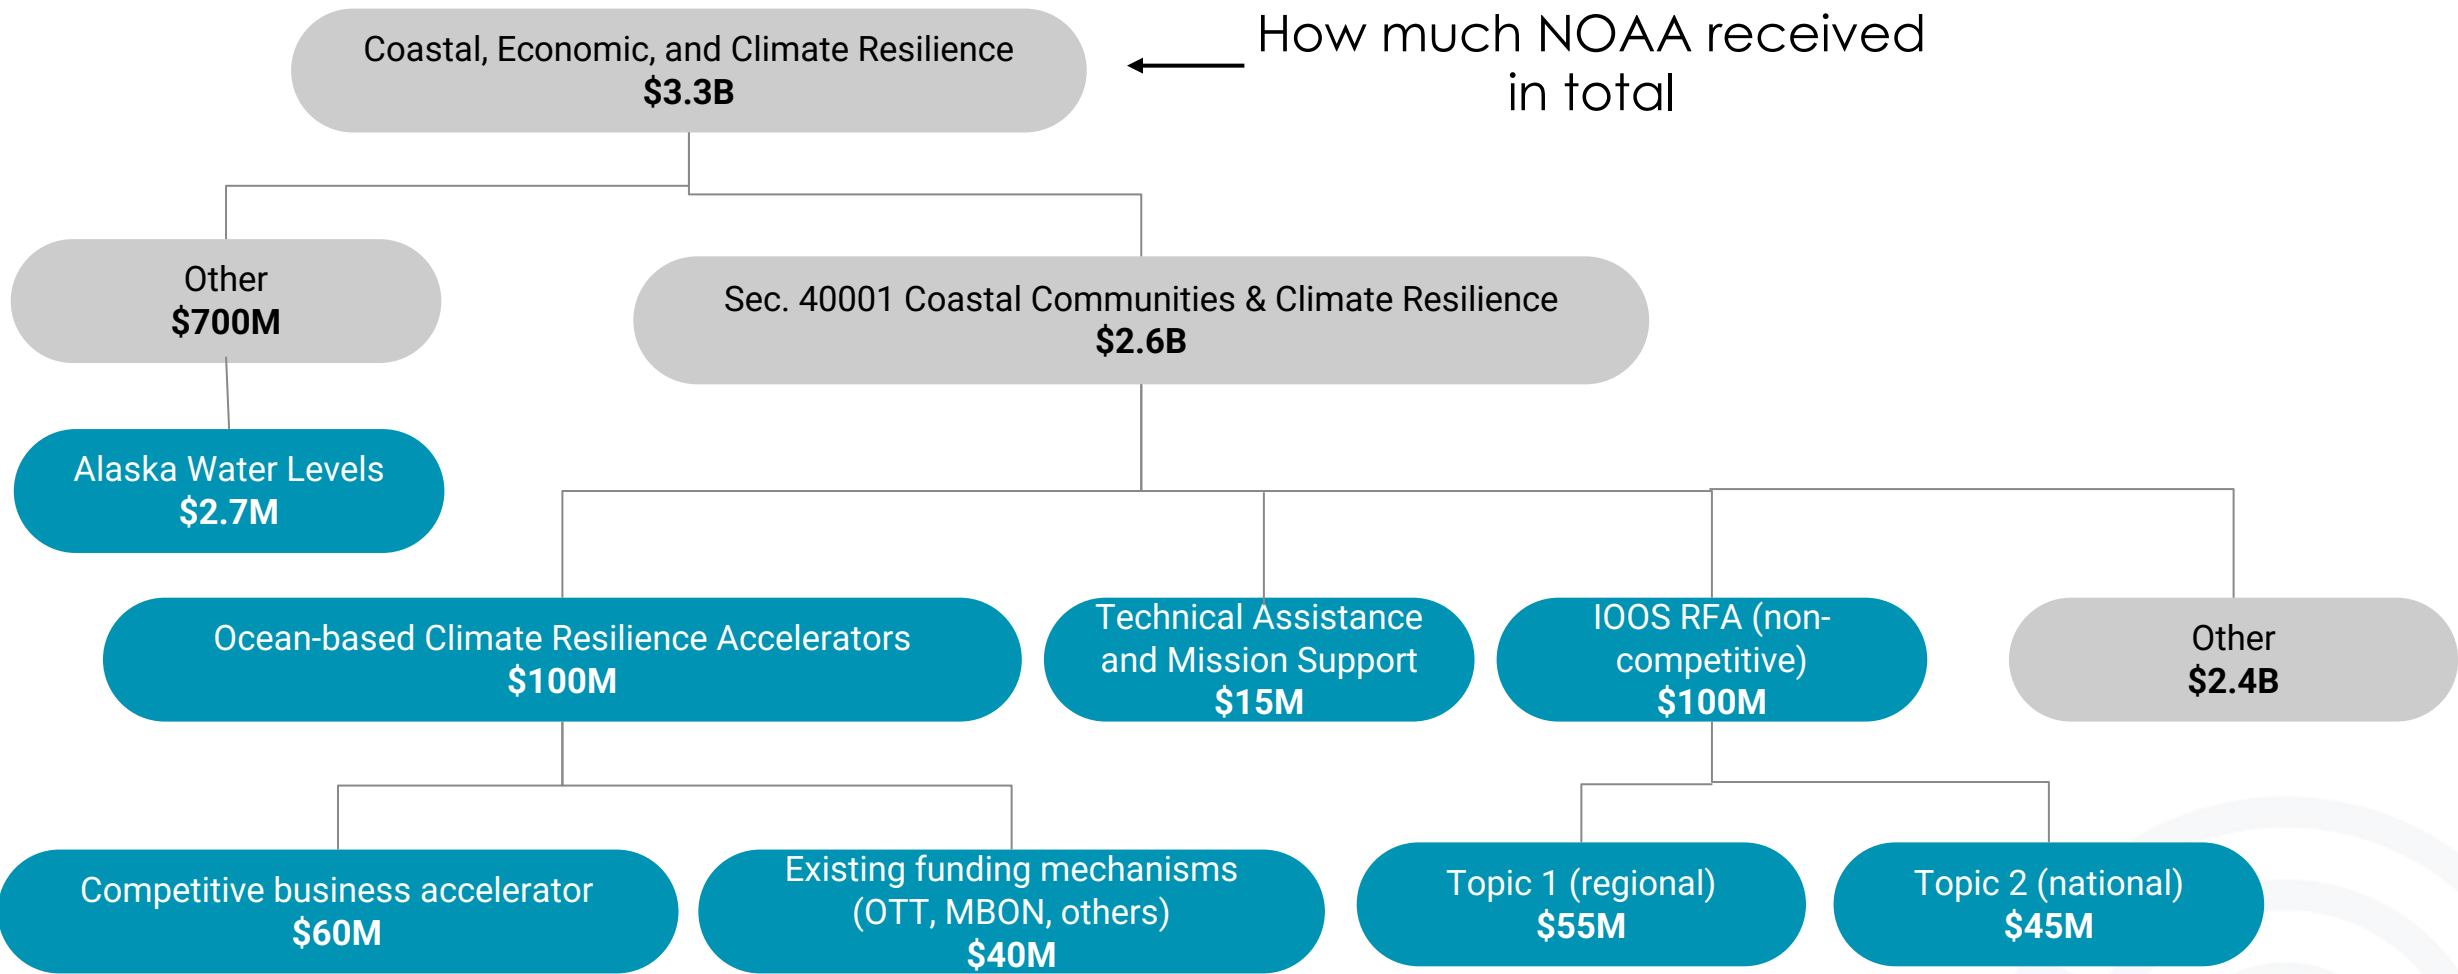 Coastal, Economic, and Climate Resilience
$3.3B
How much NOAA received
in total
Other
$700M
Sec. 40001 Coastal Communities & Climate Resilience
$2.6B
Alaska Water Levels
$2.7M
Ocean-based Climate Resilience Accelerators
$100M
Technical Assistance
and Mission Support
$15M
IOOS RFA (non-
competitive)
$100M
Other
$2.4B
Competitive business accelerator
$60M
Existing funding mechanisms
(OTT, MBON, others)
$40M
Topic 1 (regional)
$55M
Topic 2 (national)
$45M